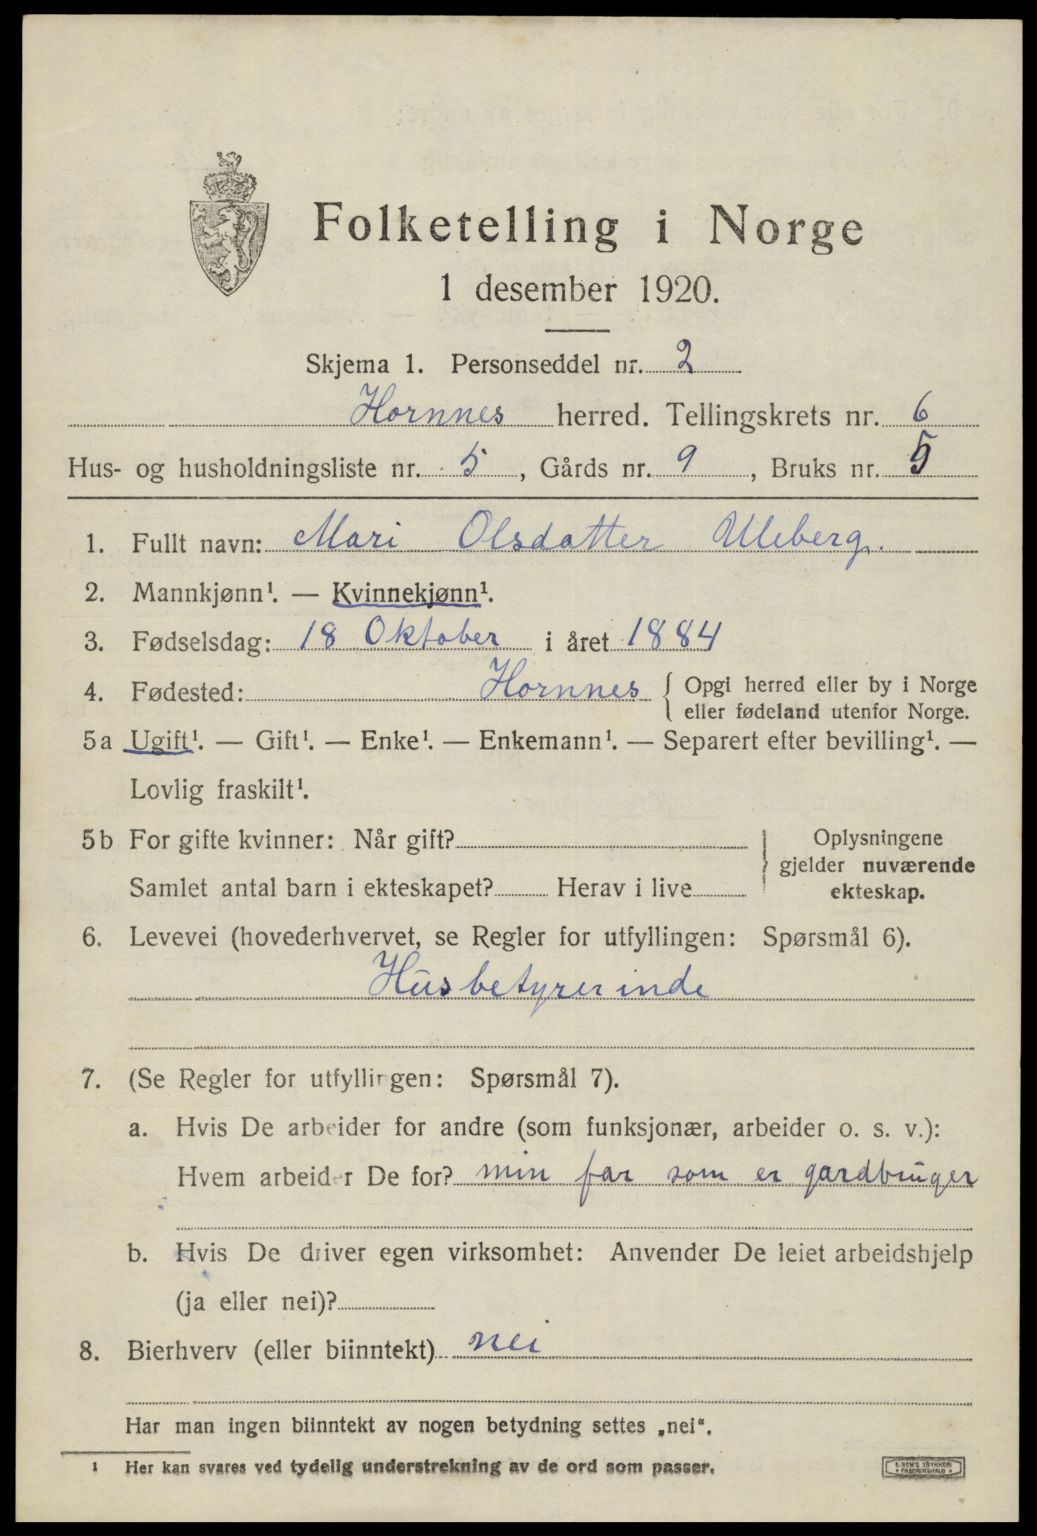 Folketelling i Norge
1 desember 1920.
Skjema 1. Personseddel nr. 2
Hornnes herred. Tellingskrets nr. 6
Hus- og husholdningsliste nr. 5, Gårds nr. 9, Bruks nr. 5
1. Fullt navn: Mari Olsdatter Uleberg.
2. Mannkjønn¹. — Kvinnekjønn¹.
3. Fødselsdag: 18 Oktober i året 1884
4. Fødested: Hornnes { Opgi herred eller by i Norge
eller fødeland utenfor Norge.
5a Ugift¹. — Gift¹. — Enke¹. — Enkemann¹. — Separert efter bevilling¹. —
Lovlig fraskilt¹.
5b For gifte kvinner: Når gift?
Samlet antal barn i ekteskapet? Herav i live
Oplysningene
gjelder nuværende
ekteskap.
6. Levevei (hovederhvervet, se Regler for utfyllingen: Spørsmål 6).
Husbetyrerinde
7. (Se Regler for utfyllingen: Spørsmål 7).
a. Hvis De arbeider for andre (som funksjonær, arbeider o. s. v.):
Hvem arbeider De for? min far som er gardbruger
b. Hvis De driver egen virksomhet: Anvender De leiet arbeidshjelp
(ja eller nei)?
8. Bierhverv (eller biinntekt) nei
Har man ingen biinntekt av nogen betydning settes „nei“.
¹ Her kan svares ved tydelig understrekning av de ord som passer.